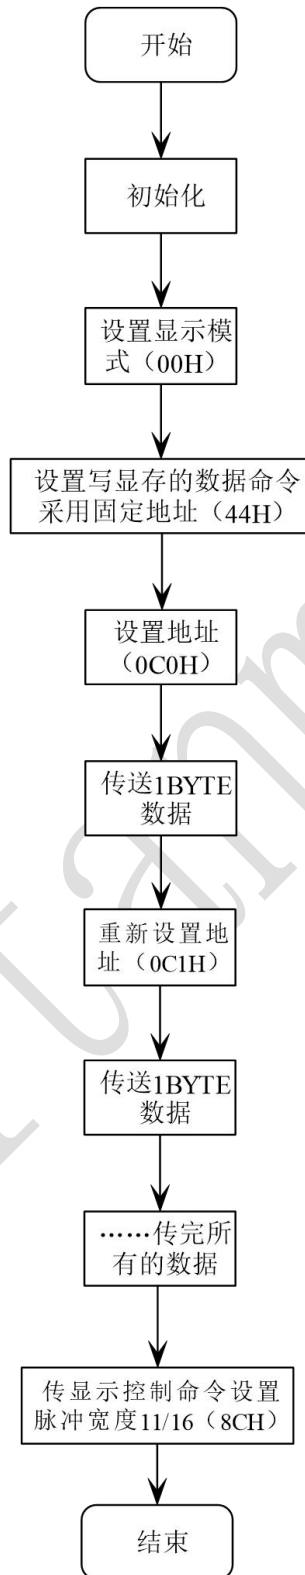 开始
初始化
设置显示模
式（00H）
设置写显存的数据命令
采用固定地址（44H）
设置地址
（0C0H）
传送1BYTE
数据
重新设置地
址（0C1H）
传送1BYTE
数据
……传完所
有的数据
传显示控制命令设置
脉冲宽度11/16（8CH）
结束